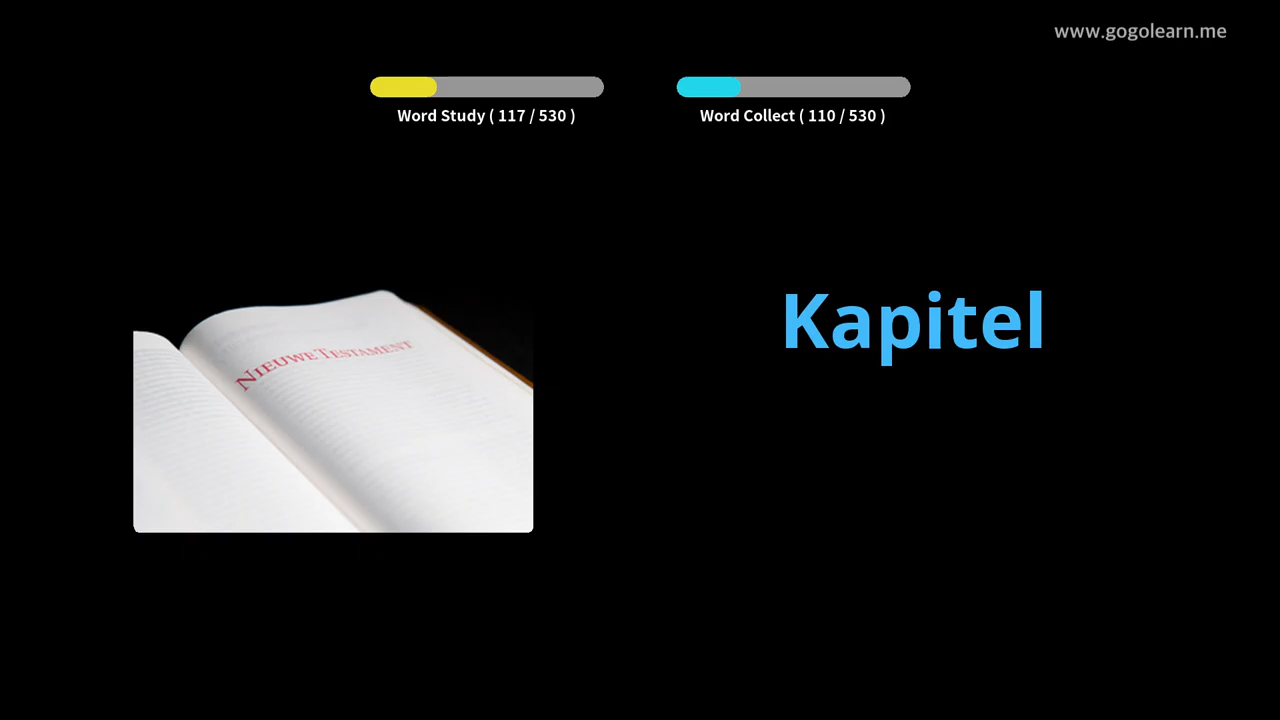 www.gogolearn.me
Word Study ( 117 / 530 )
Word Collect ( 110 / 530 )
Kapitel
NIEUWE TESTAMENT